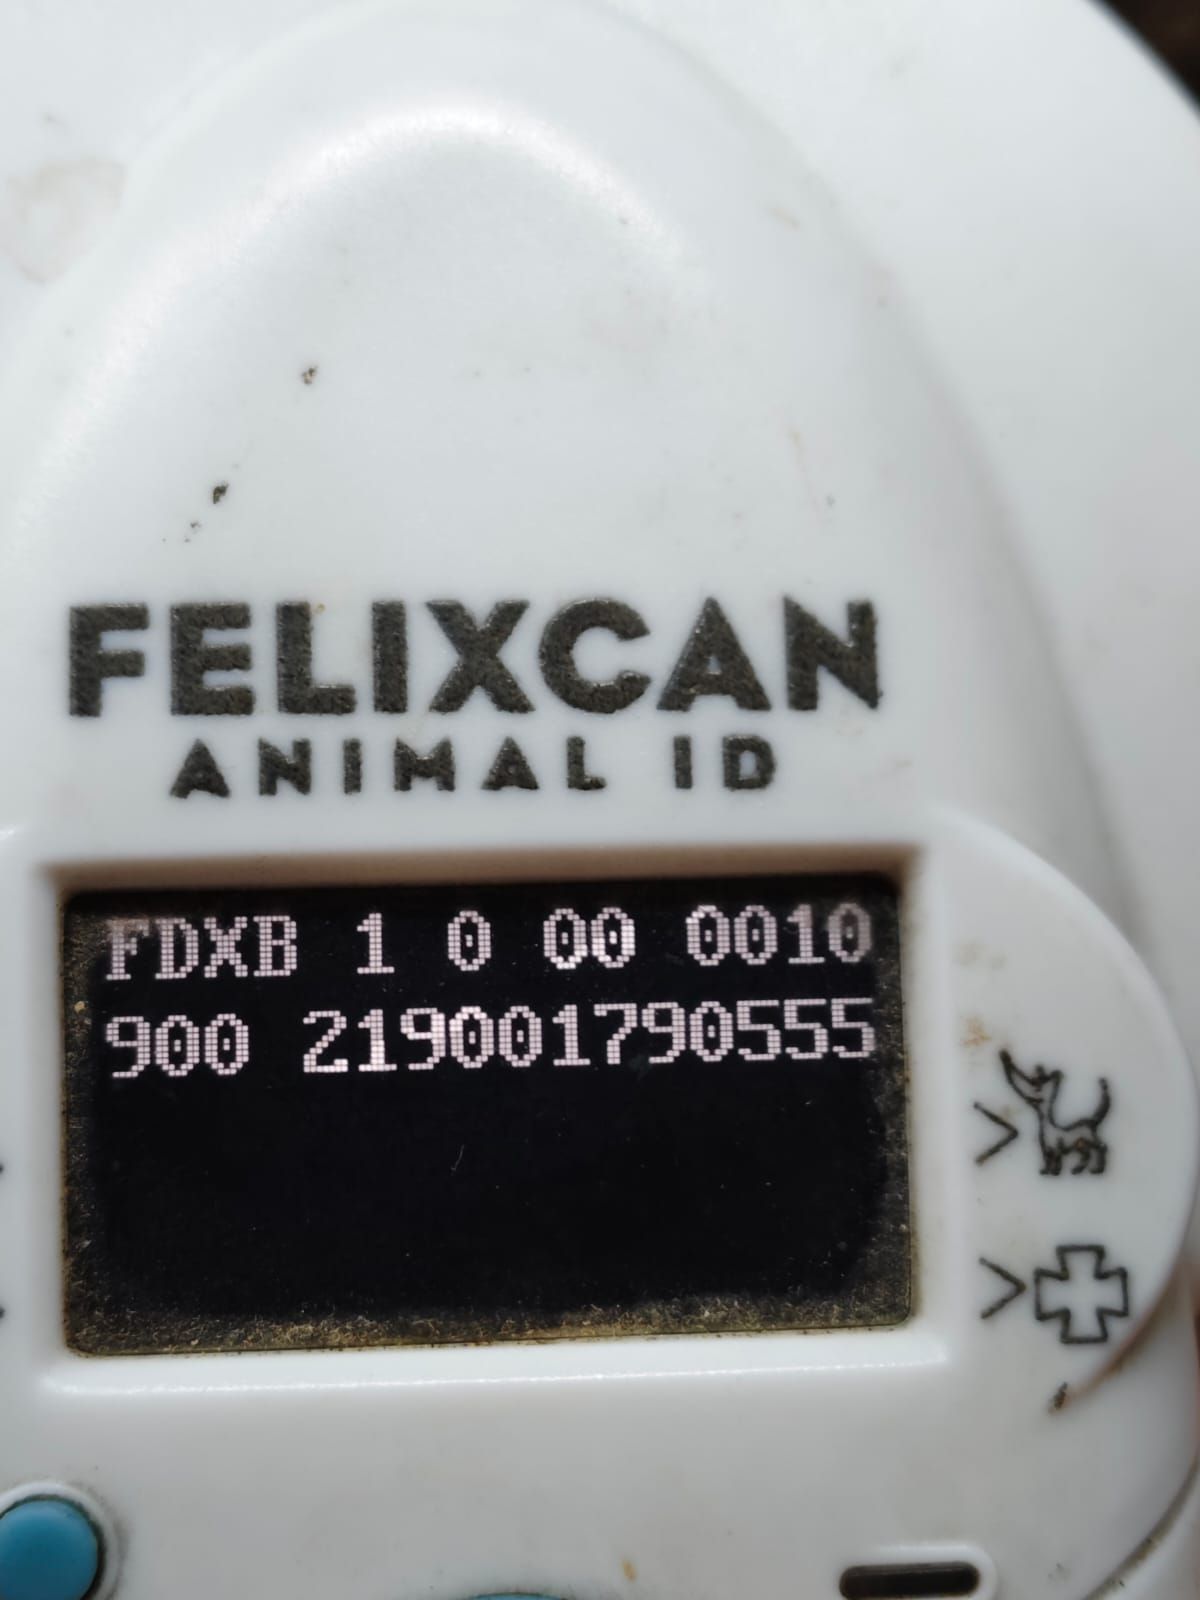 FELIXCAN
ANIMAL ID
FDXB 1 0 00 0010
900 219001790555